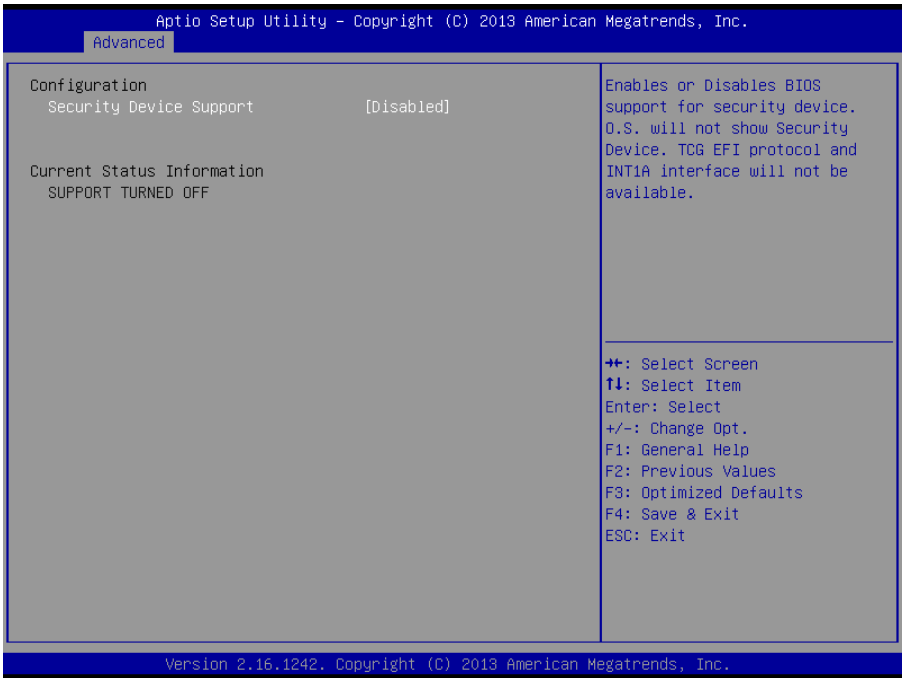 Aptio Setup Utility – Copyright (C) 2013 American Megatrends, Inc.
Advanced
Configuration
Security Device Support [Disabled]
Current Status Information
SUPPORT TURNED OFF
Enables or Disables BIOS
support for security device.
O.S. will not show Security
Device. TCG EFI protocol and
INT1A interface will not be
available.
→←: Select Screen
↑↓: Select Item
Enter: Select
+/-: Change Opt.
F1: General Help
F2: Previous Values
F3: Optimized Defaults
F4: Save & Exit
ESC: Exit
Version 2.16.1242. Copyright (C) 2013 American Megatrends, Inc.